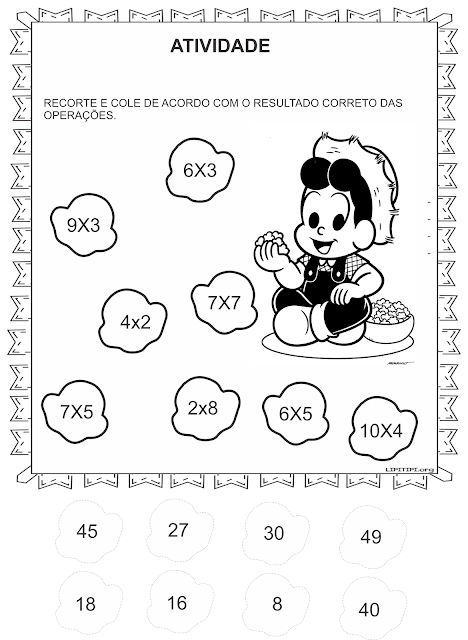 ATIVIDADE
RECORTE E COLE DE ACORDO COM O RESULTADO CORRETO DAS
OPERAÇÕES.
6X3
9X3
7X7
4x2
7X5
2x8
6X5
10X4
LIPITIPI.org
45
27
30
49
18
16
8
40